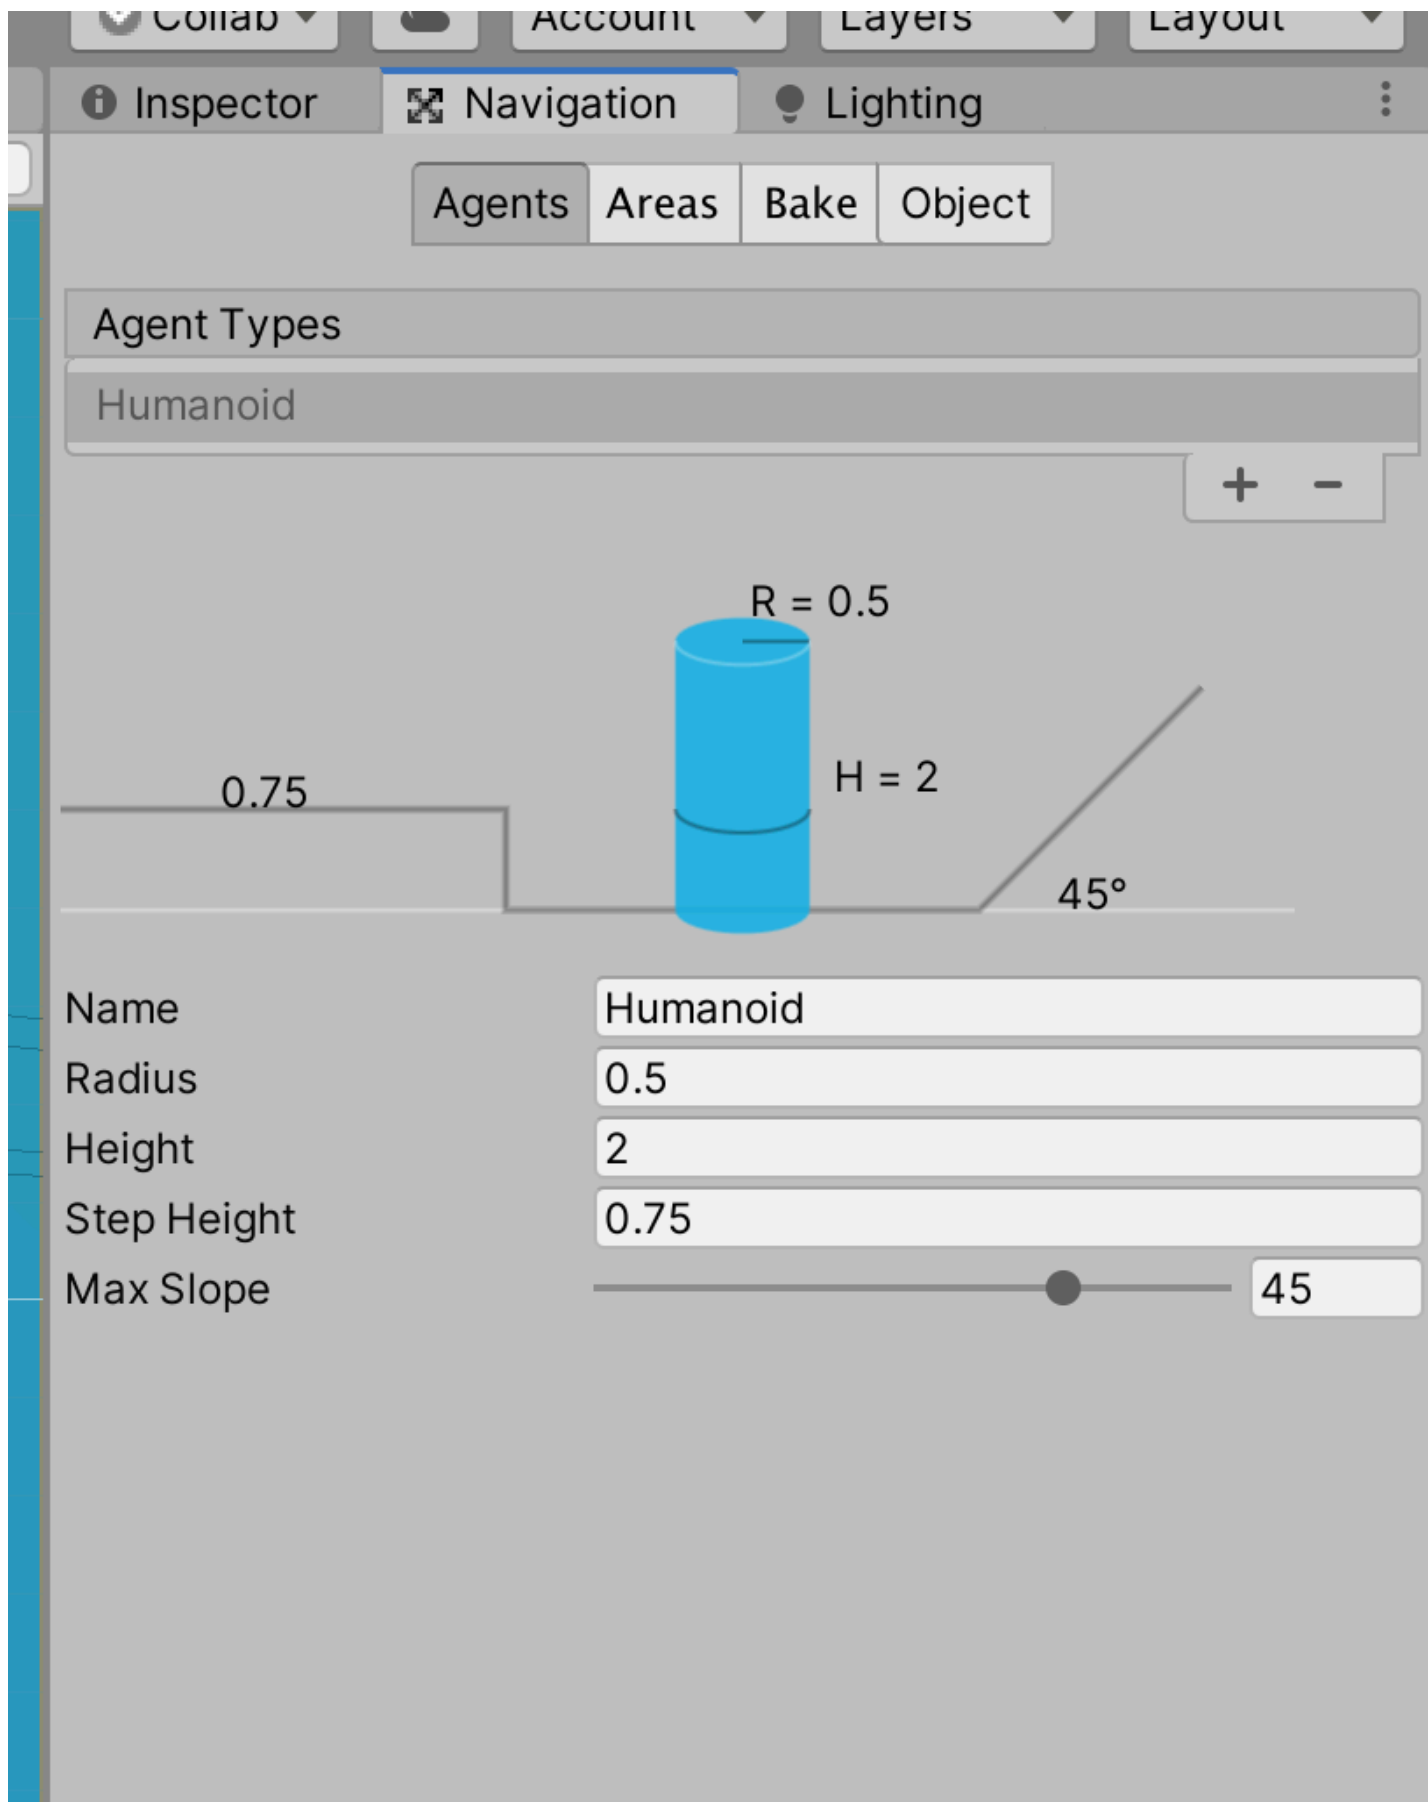 Collab Account Layers Layout
Inspector Navigation Lighting
Agents Areas Bake Object
Agent Types
Humanoid
+ -
R = 0.5
H = 2
0.75
45°
Name Humanoid
Radius 0.5
Height 2
Step Height 0.75
Max Slope 45